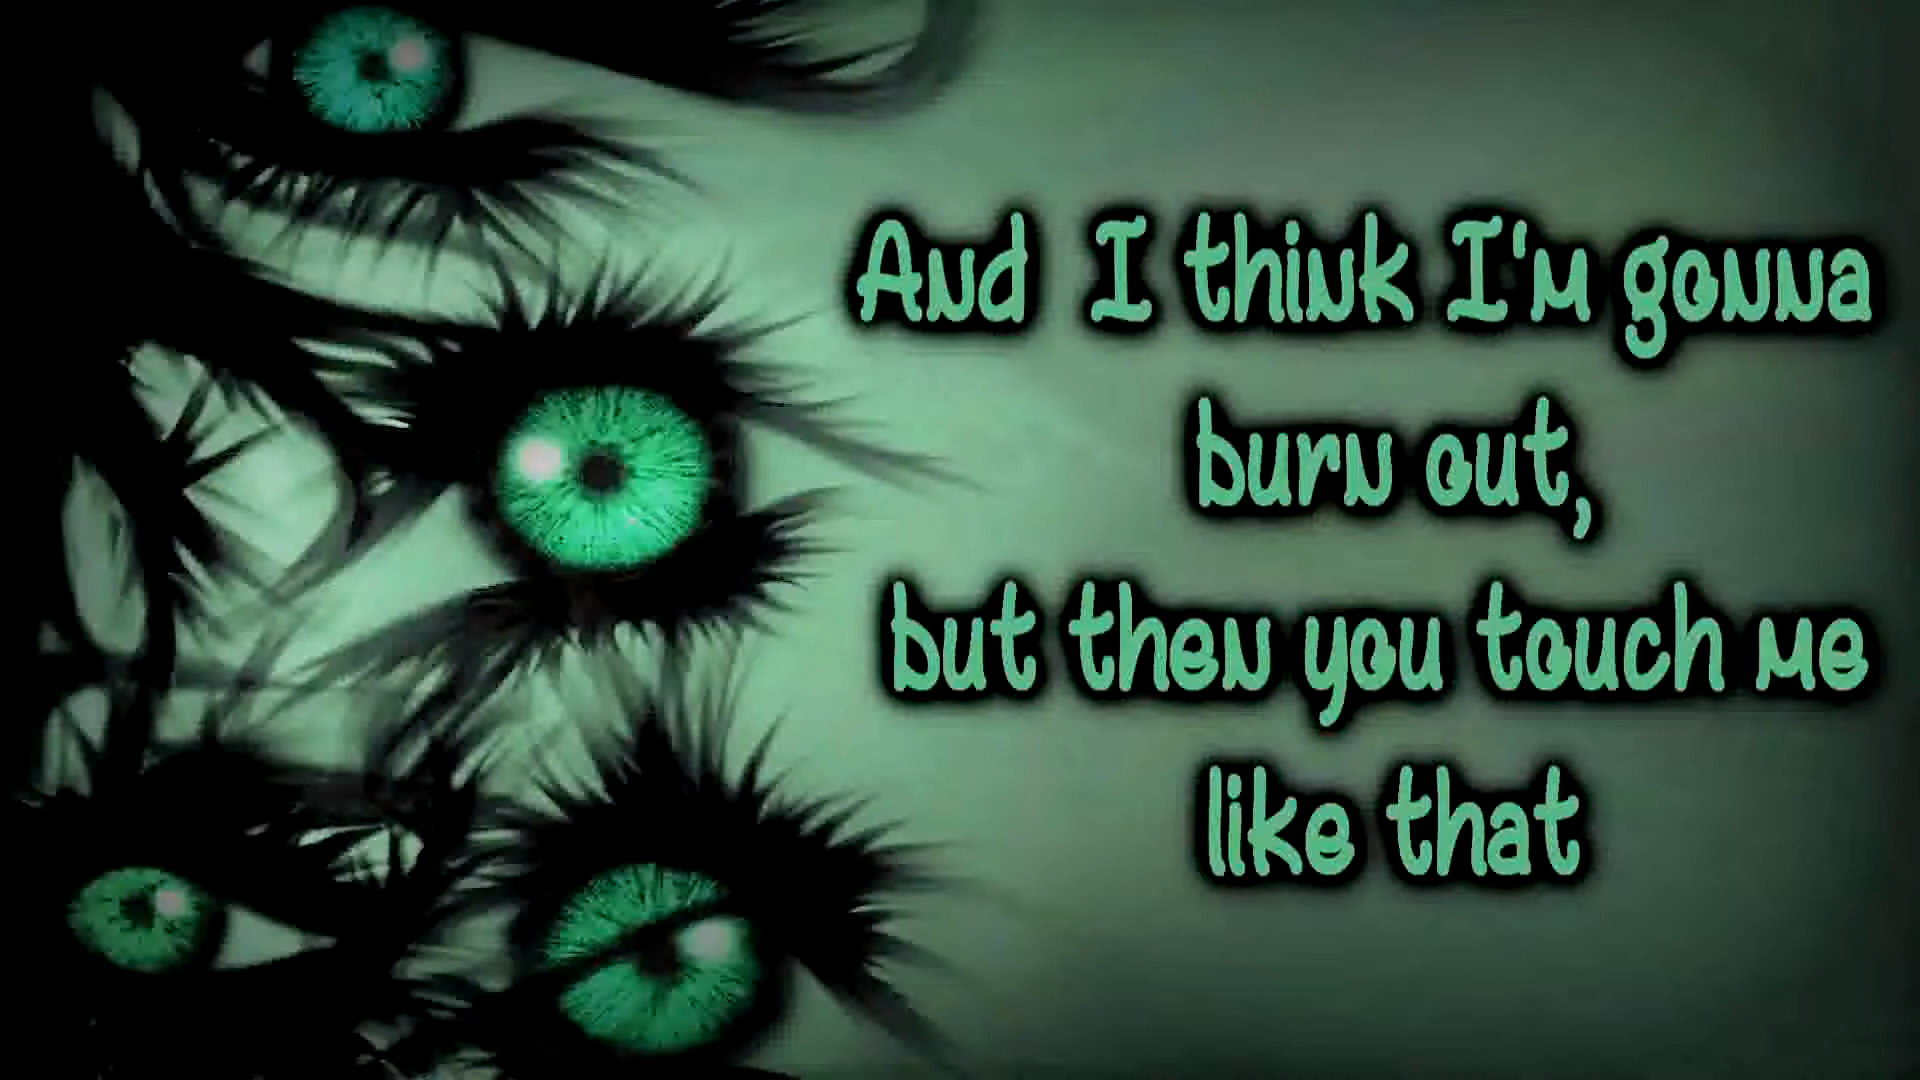 And I think I'm gonna
burn out,
but then you touch me
like that